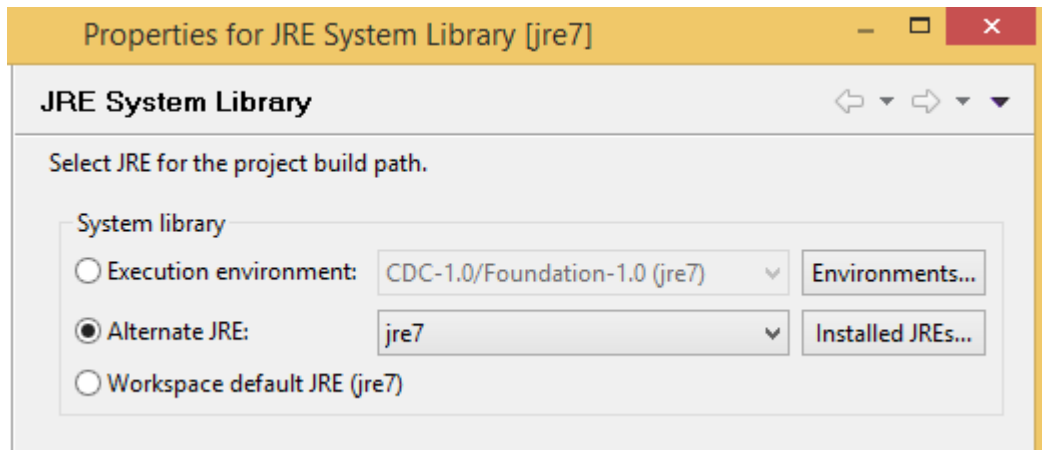 Properties for JRE System Library [jre7]
JRE System Library
Select JRE for the project build path.
System library
Execution environment: CDC-1.0/Foundation-1.0 (jre7) Environments...
Alternate JRE: jre7 Installed JREs...
Workspace default JRE (jre7)